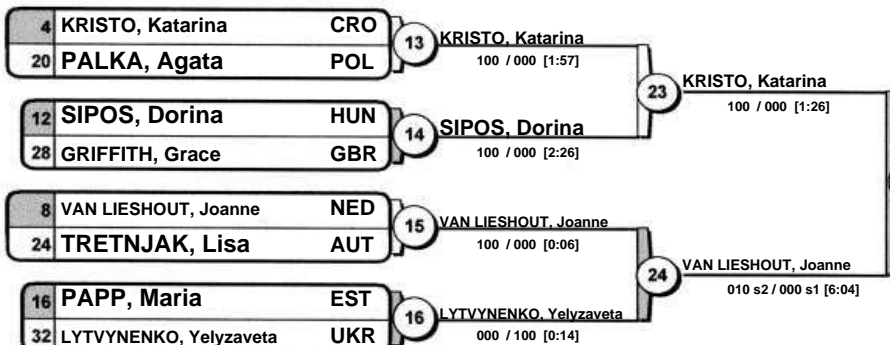 4 KRISTO, Katarina CRO
20 PALKA, Agata POL
13
KRISTO, Katarina
100 / 000 [1:57]
12 SIPOS, Dorina HUN
28 GRIFFITH, Grace GBR
14
SIPOS, Dorina
100 / 000 [2:26]
23
KRISTO, Katarina
100 / 000 [1:26]
8 VAN LIESHOUT, Joanne NED
24 TRETNJAK, Lisa AUT
15
VAN LIESHOUT, Joanne
100 / 000 [0:06]
16 PAPP, Maria EST
32 LYTVYNENKO, Yelyzaveta UKR
16
LYTVYNENKO, Yelyzaveta
000 / 100 [0:14]
24
VAN LIESHOUT, Joanne
010 s2 / 000 s1 [6:04]